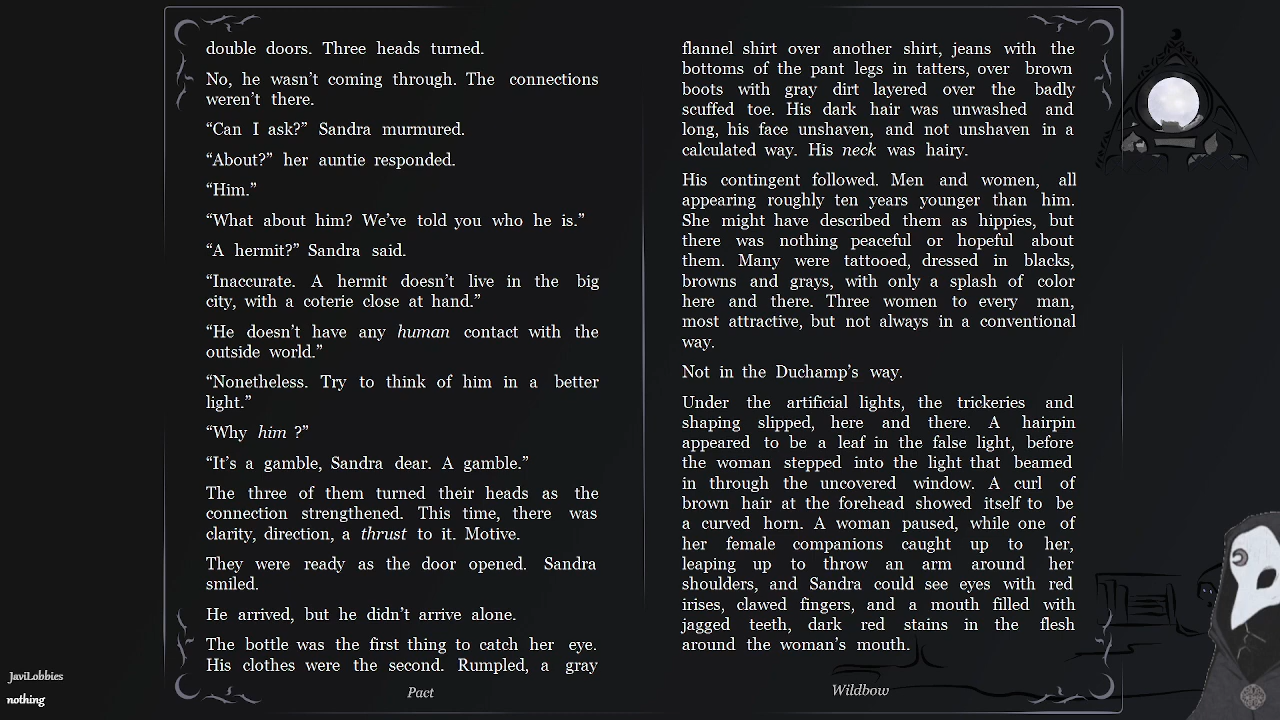 double doors. Three heads turned.
No, he wasn't coming through. The connections
weren't there.
“Can I ask?” Sandra murmured.
“About?” her auntie responded.
“Him.”
“What about him? We've told you who he is.”
“A hermit?” Sandra said.
“Inaccurate. A hermit doesn't live in the big
city, with a coterie close at hand.”
“He doesn't have any human contact with the
outside world.”
“Nonetheless. Try to think of him in a better
light.”
“Why him ?”
“It's a gamble, Sandra dear. A gamble.”
The three of them turned their heads as the
connection strengthened. This time, there was
clarity, direction, a thrust to it. Motive.
They were ready as the door opened. Sandra
smiled.
He arrived, but he didn't arrive alone.
The bottle was the first thing to catch her eye.
His clothes were the second. Rumpled, a gray
Pact
flannel shirt over another shirt, jeans with the
bottoms of the pant legs in tatters, over brown
boots with gray dirt layered over the badly
scuffed toe. His dark hair was unwashed and
long, his face unshaven, and not unshaven in a
calculated way. His neck was hairy.
His contingent followed. Men and women, all
appearing roughly ten years younger than him.
She might have described them as hippies, but
there was nothing peaceful or hopeful about
them. Many were tattooed, dressed in blacks,
browns and grays, with only a splash of color
here and there. Three women to every man,
most attractive, but not always in a conventional
way.
Not in the Duchamp's way.
Under the artificial lights, the trickeries and
shaping slipped, here and there. A hairpin
appeared to be a leaf in the false light, before
the woman stepped into the light that beamed
in through the uncovered window. A curl of
brown hair at the forehead showed itself to be
a curved horn. A woman paused, while one of
her female companions caught up to her,
leaping up to throw an arm around her
shoulders, and Sandra could see eyes with red
irises, clawed fingers, and a mouth filled with
jagged teeth, dark red stains in the flesh
around the woman's mouth.
Wildbow
JaviLobbies
nothing